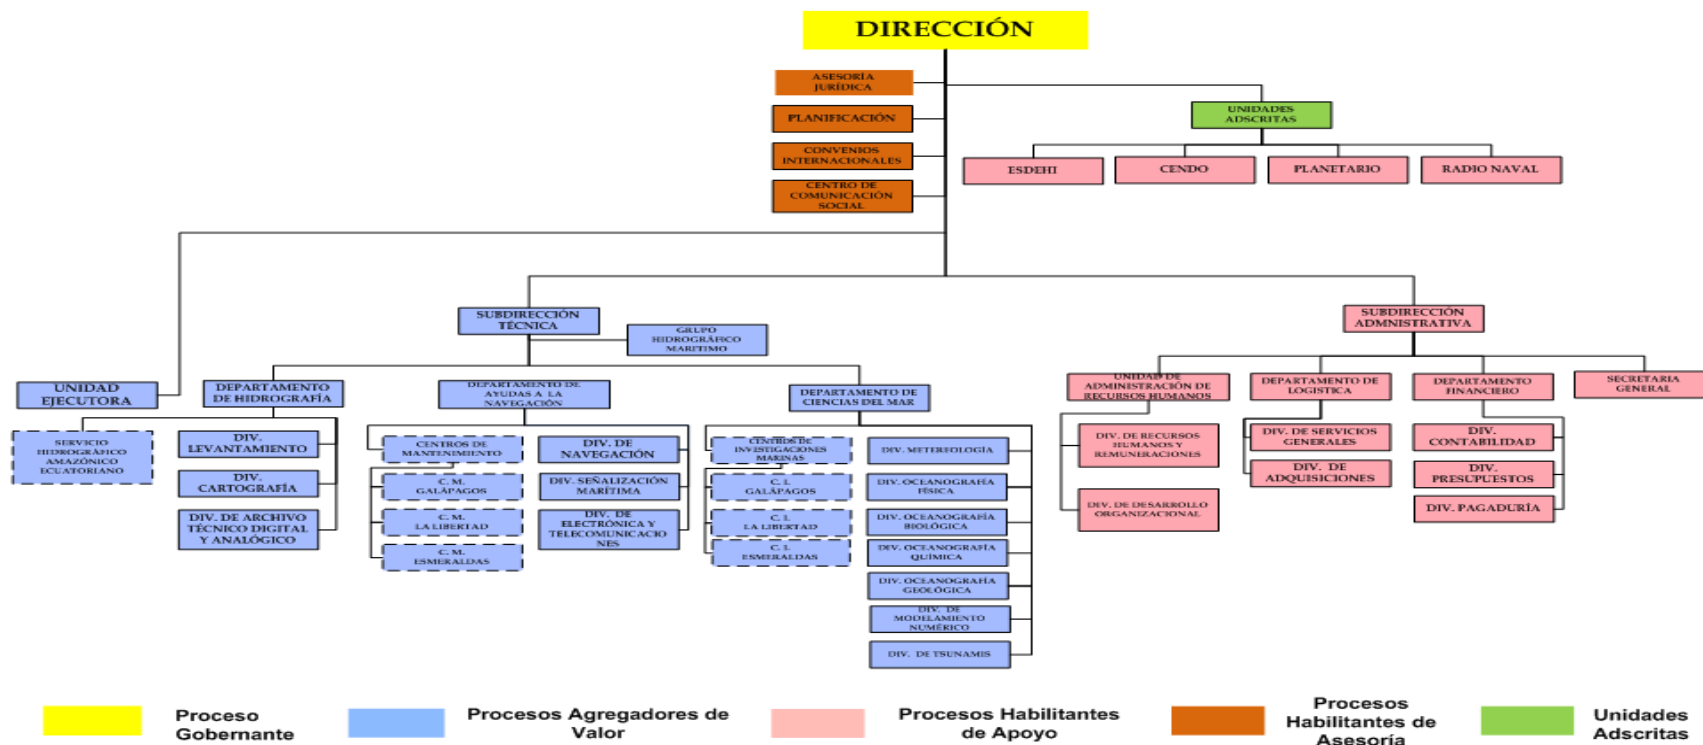 DIRECCIÓN
ASESORÍA
JURÍDICA
PLANIFICACIÓN
CONVENIOS
INTERNACIONALES
CENTRO DE
COMUNICACIÓN
SOCIAL
UNIDADES
ADSCRITAS
ESDEHI
CENDO
PLANETARIO
RADIO NAVAL
SUBDIRECCIÓN
TÉCNICA
GRUPO
HIDROGRÁFICO
MARITIMO
SUBDIRECCIÓN
ADMNISTRATIVA
UNIDAD
EJECUTORA
DEPARTAMENTO
DE HIDROGRAFÍA
DEPARTAMENTO DE
AYUDAS A LA
NAVEGACIÓN
DEPARTAMENTO DE
CIENCIAS DEL MAR
UNIDAD DE
ADMINISTRACIÓN DE
RECURSOS HUMANOS
DEPARTAMENTO DE
LOGISTICA
DEPARTAMENTO
FINANCIERO
SECRETARIA
GENERAL
SERVICIO
HIDROGRÁFICO
AMAZÓNICO
ECUATORIANO
DIV.
LEVANTAMIENTO
DIV.
CARTOGRAFÍA
DIV. DE ARCHIVO
TÉCNICO DIGITAL
Y ANALÓGICO
CENTROS DE
MANTENIMIENTO
C. M.
GALÁPAGOS
C. M.
LA LIBERTAD
C. M.
ESMERALDAS
DIV. DE
NAVEGACIÓN
DIV. SEÑALIZACIÓN
MARÍTIMA
DIV. DE
ELECTRÓNICA Y
TELECOMUNICACIO
NES
CENTROS DE
INVESTIGACIONES
MARINAS
C. I.
GALÁPAGOS
C. I.
LA LIBERTAD
C. I.
ESMERALDAS
DIV. METEREOLOGÍA
DIV. OCEANOGRAFÍA
FÍSICA
DIV. OCEANOGRAFÍA
BIOLÓGICA
DIV. OCEANOGRAFÍA
QUÍMICA
DIV. OCEANOGRAFÍA
GEOLÓGICA
DIV. DE
MODELAMIENTO
NUMÉRICO
DIV. DE TSUNAMIS
DIV. DE RECURSOS
HUMANOS Y
REMUNERACIONES
DIV. DE DESARROLLO
ORGANIZACIONAL
DIV. DE SERVICIOS
GENERALES
DIV. DE
ADQUISICIONES
DIV.
CONTABILIDAD
DIV.
PRESUPUESTOS
DIV. PAGADURÍA
Proceso
Gobernante
Procesos Agregadores de
Valor
Procesos Habilitantes
de Apoyo
Procesos
Habilitantes de
Asesoría
Unidades
Adscritas